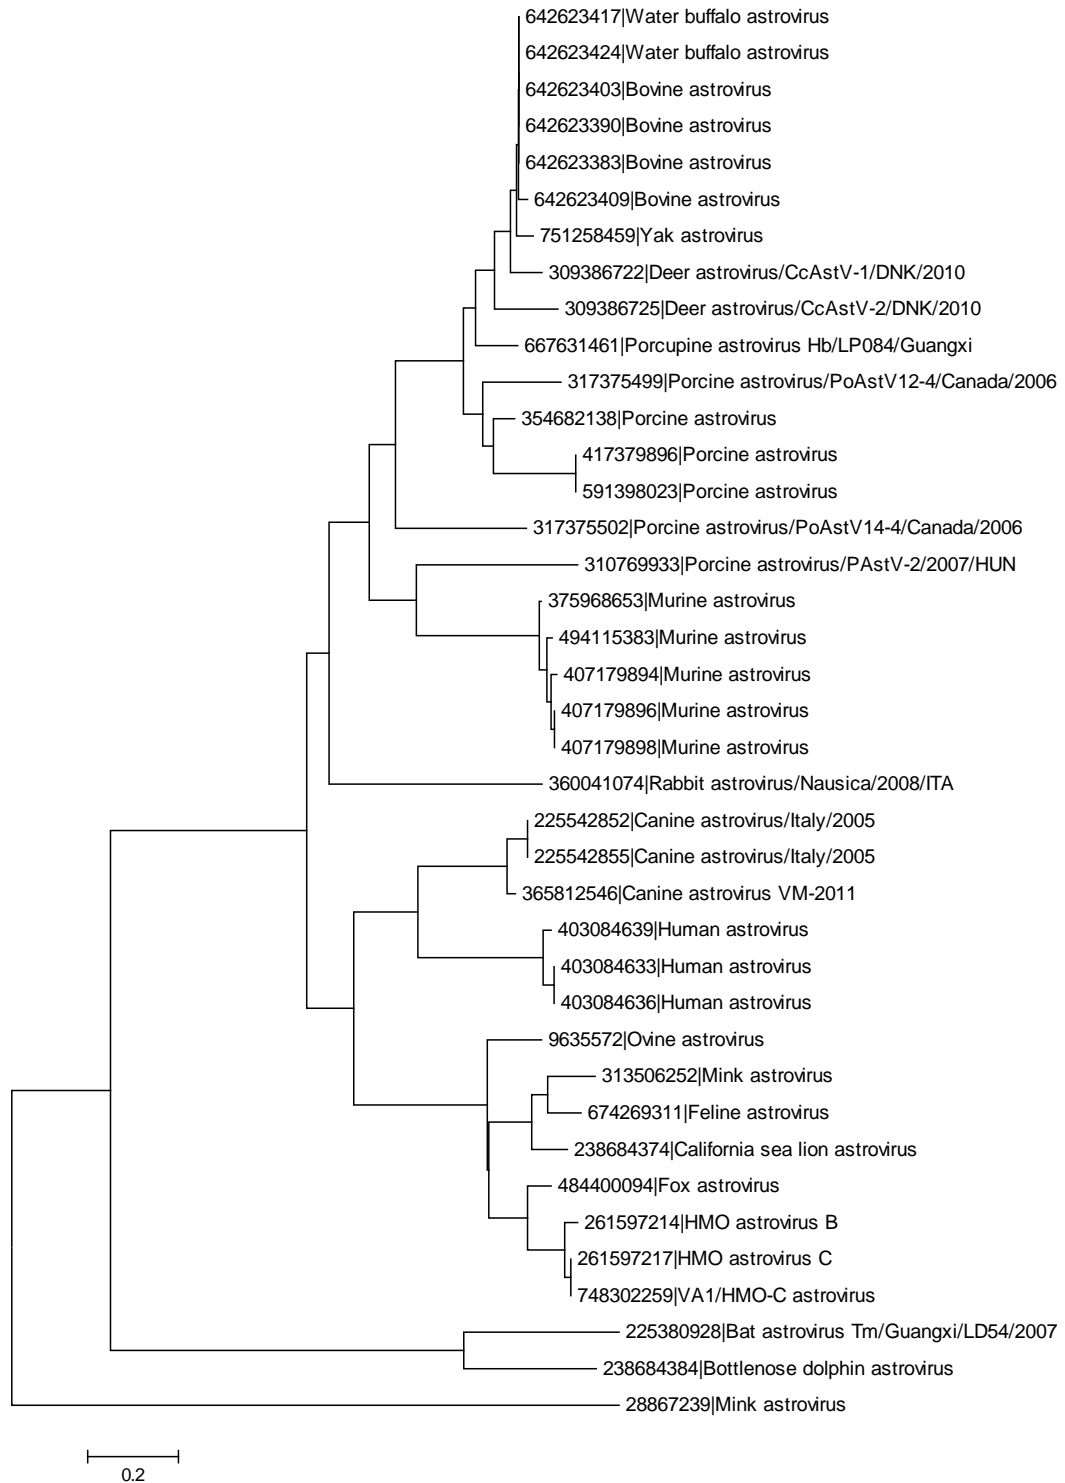 642623417|Water buffalo astrovirus
642623424|Water buffalo astrovirus
642623403|Bovine astrovirus
642623390|Bovine astrovirus
642623383|Bovine astrovirus
642623409|Bovine astrovirus
751258459|Yak astrovirus
309386722|Deer astrovirus/CcAstV-1/DNK/2010
309386725|Deer astrovirus/CcAstV-2/DNK/2010
667631461|Porcupine astrovirus Hb/LP084/Guangxi
317375499|Porcine astrovirus/PoAstV12-4/Canada/2006
354682138|Porcine astrovirus
417379896|Porcine astrovirus
591398023|Porcine astrovirus
317375502|Porcine astrovirus/PoAstV14-4/Canada/2006
310769933|Porcine astrovirus/PAstV-2/2007/HUN
375968653|Murine astrovirus
494115383|Murine astrovirus
407179894|Murine astrovirus
407179896|Murine astrovirus
407179898|Murine astrovirus
360041074|Rabbit astrovirus/Nausica/2008/ITA
225542852|Canine astrovirus/Italy/2005
225542855|Canine astrovirus/Italy/2005
365812546|Canine astrovirus VM-2011
403084639|Human astrovirus
403084633|Human astrovirus
403084636|Human astrovirus
9635572|Ovine astrovirus
313506252|Mink astrovirus
674269311|Feline astrovirus
238684374|California sea lion astrovirus
484400094|Fox astrovirus
261597214|HMO astrovirus B
261597217|HMO astrovirus C
748302259|VA1/HMO-C astrovirus
225380928|Bat astrovirus Tm/Guangxi/LD54/2007
238684384|Bottlenose dolphin astrovirus
28867239|Mink astrovirus
0.2